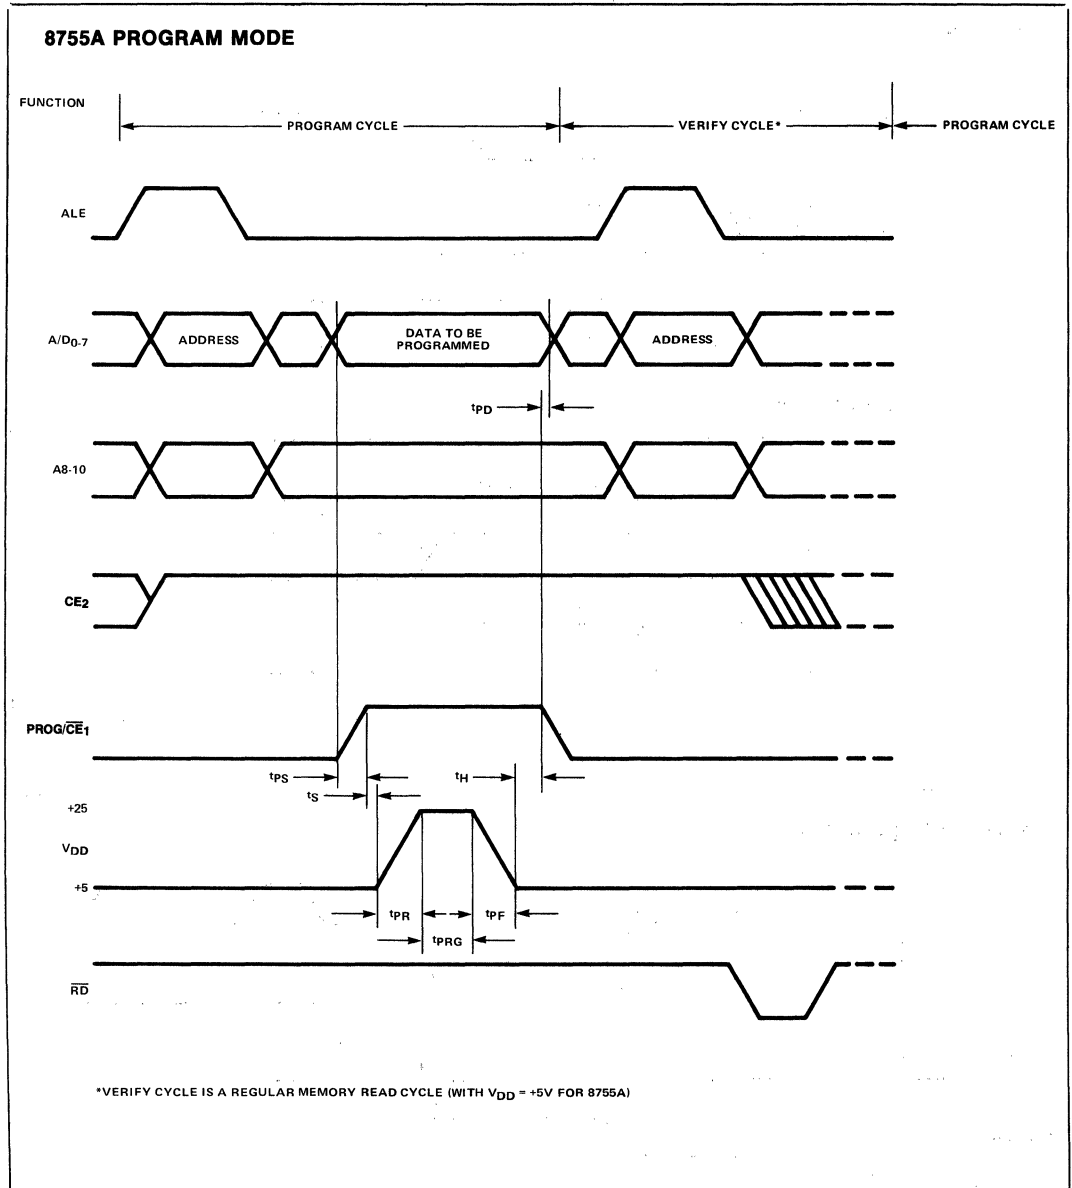 8755A PROGRAM MODE
FUNCTION
PROGRAM CYCLE
VERIFY CYCLE*
PROGRAM CYCLE
ALE
A/D0-7
ADDRESS
DATA TO BE
PROGRAMMED
ADDRESS
tPD
A8-10
CE2
PROG/C̅E̅1
tPS
tH
tS
+25
VDD
+5
tPR
tPF
tPRG
R̅D̅
*VERIFY CYCLE IS A REGULAR MEMORY READ CYCLE (WITH VDD = +5V FOR 8755A)